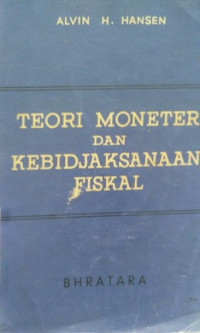 ALVIN H. HANSEN
TEORI MONETER
DAN
KEBIDJAKSANAAN
FISKAL
BHRATARA